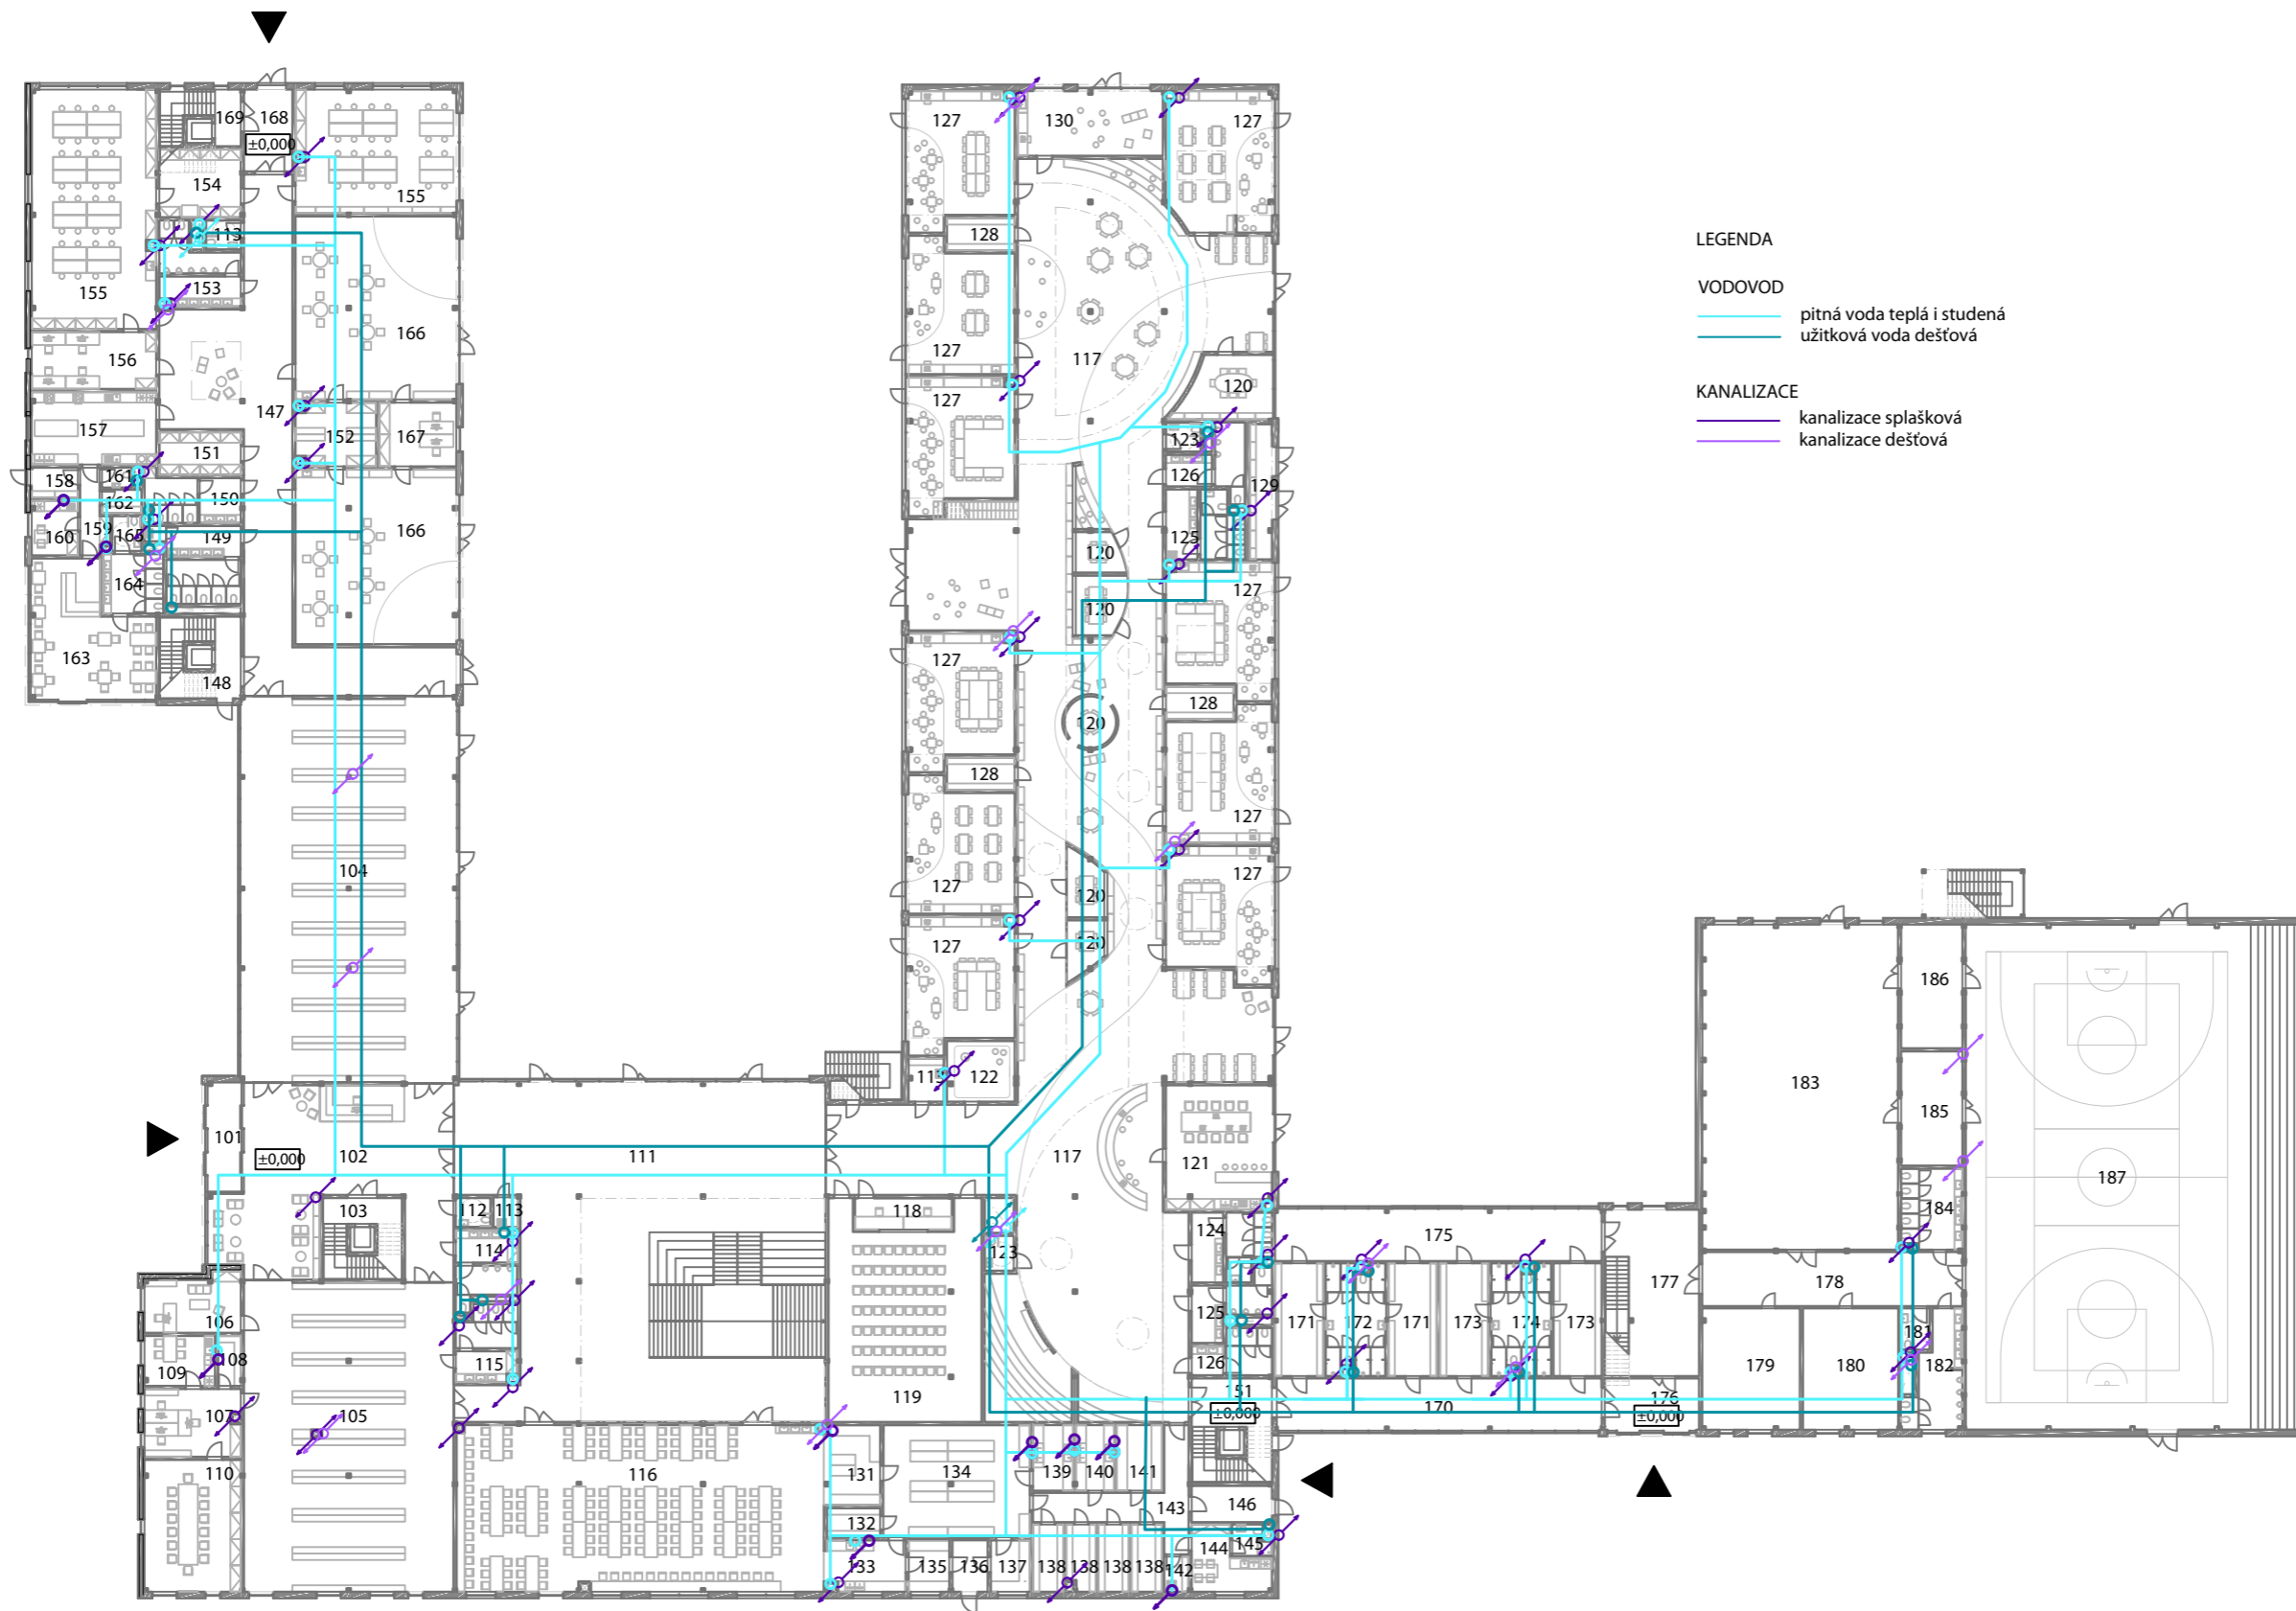 LEGENDA
VODOVOD
pitná voda teplá i studená
užitková voda dešťová
KANALIZACE
kanalizace splašková
kanalizace dešťová
169 168 127 130 127
±0,000
154 155
113 128
155 153
156 166 127 117
120
147 127
157 152 167 123
151 126
158 161 129
162 150
160 159 165 149 166 125 120
164 127
120
163 127
148 128
120
128
127
104
127 120 127
127 120
186
122 183
185
101
±0,000 102 111 117 121 187
103 112 113 118 124 175 184
114 123
177 178
106 125 171 172 171 173 174 173 181
109 108 115 126 179 180 182
107 105 119 151 170 176
±0,000 ±0,000
110 116 131 134 139 140 141
132 143 146
133 135 136 137 138 138 138 138 142 144 145